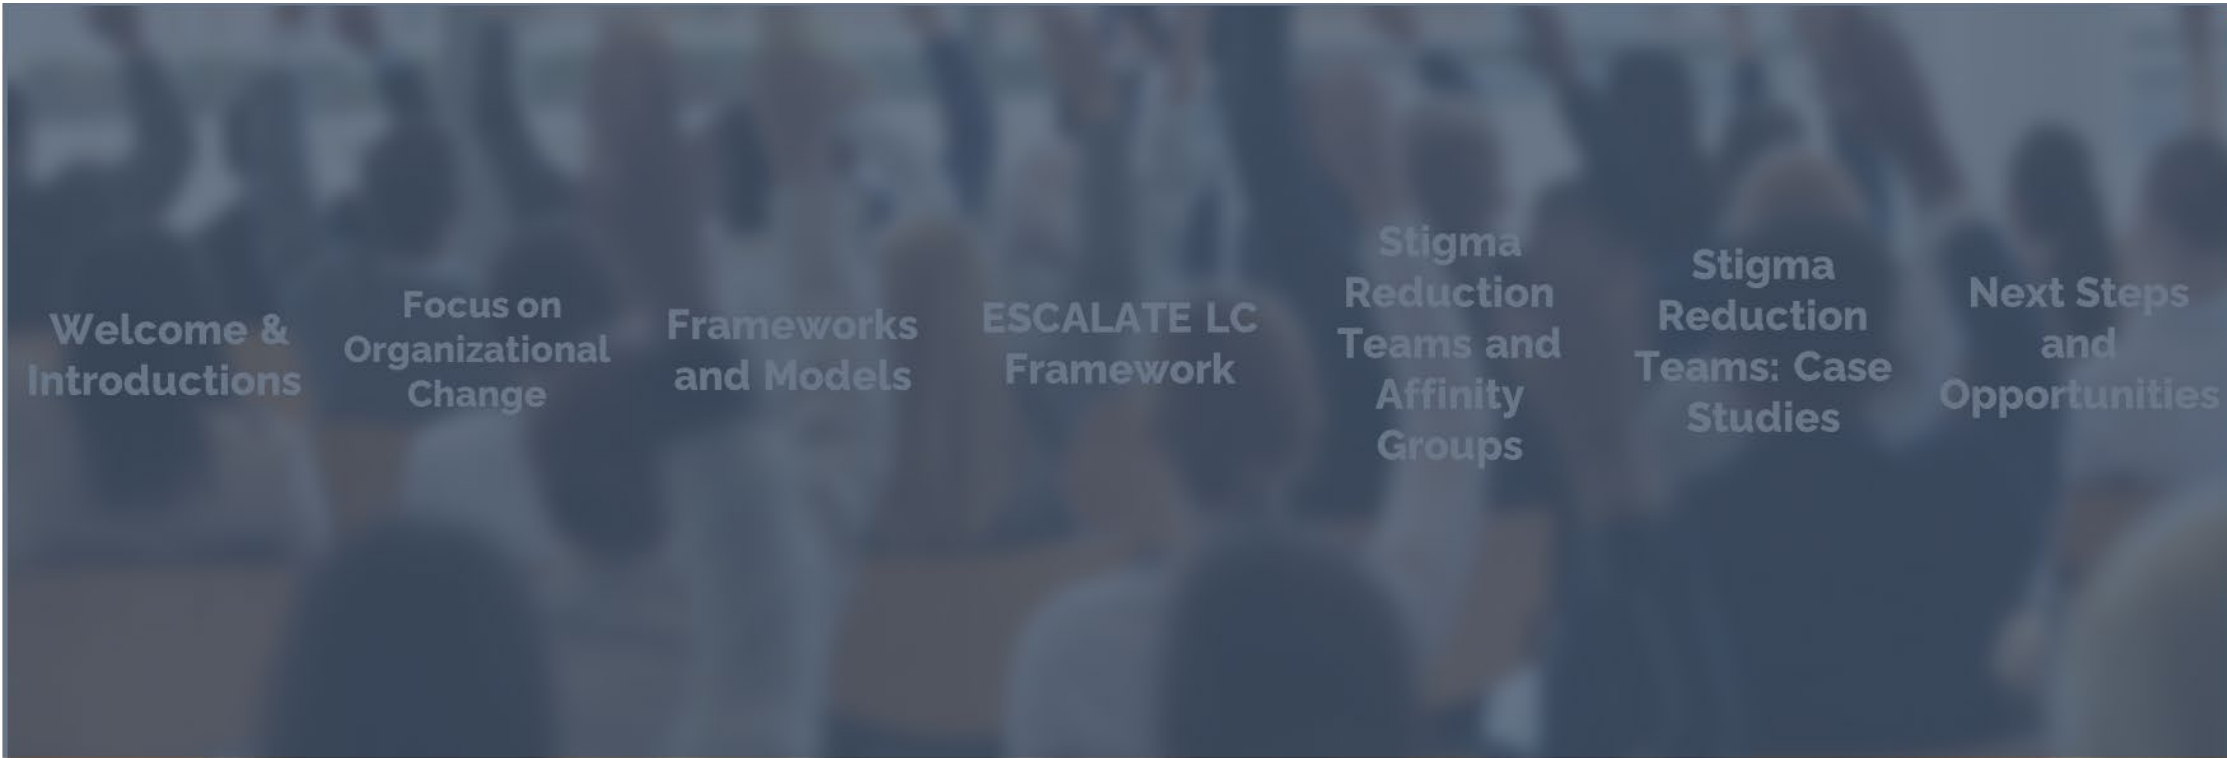 Welcome &
Introductions
Focus on
Organizational
Change
Frameworks
and Models
ESCALATE LC
Framework
Stigma
Reduction
Teams and
Affinity
Groups
Stigma
Reduction
Teams: Case
Studies
Next Steps
and
Opportunities